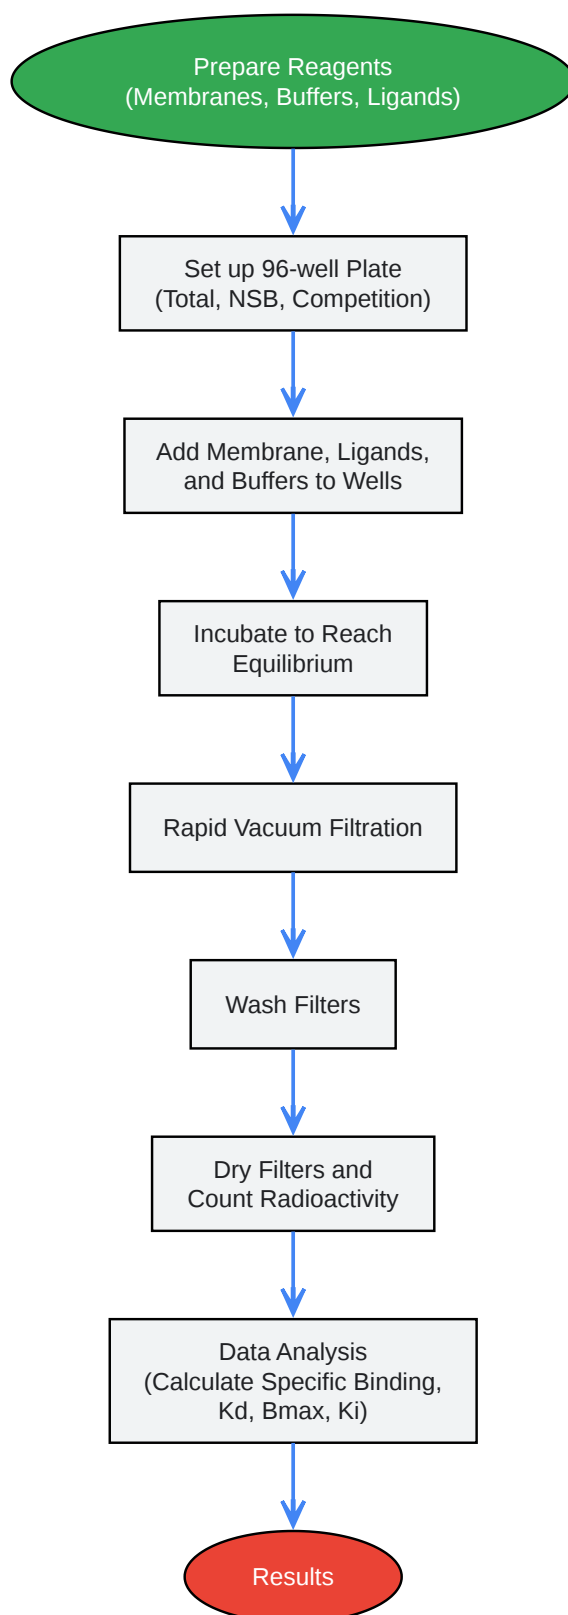 Prepare Reagents
(Membranes, Buffers, Ligands)
Set up 96-well Plate
(Total, NSB, Competition)
Add Membrane, Ligands,
and Buffers to Wells
Incubate to Reach
Equilibrium
Rapid Vacuum Filtration
Wash Filters
Dry Filters and
Count Radioactivity
Data Analysis
(Calculate Specific Binding,
Kd, Bmax, Ki)
Results